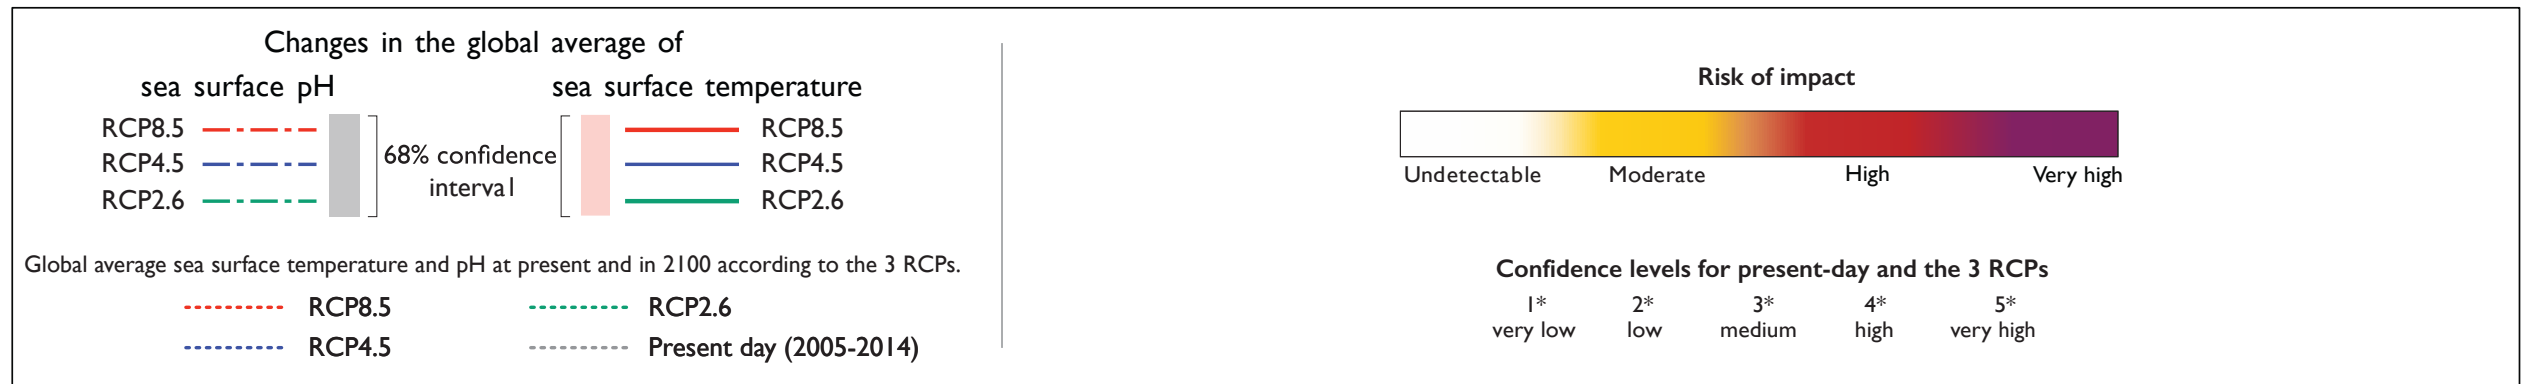 Changes in the global average of
sea surface pH
sea surface temperature
RCP8.5
RCP4.5
RCP2.6
68% confidence
interval
RCP8.5
RCP4.5
RCP2.6
Global average sea surface temperature and pH at present and in 2100 according to the 3 RCPs.
RCP8.5
RCP2.6
RCP4.5
Present day (2005-2014)
Risk of impact
Undetectable
Moderate
High
Very high
Confidence levels for present-day and the 3 RCPs
1* 2* 3* 4* 5*
very low low medium high very high